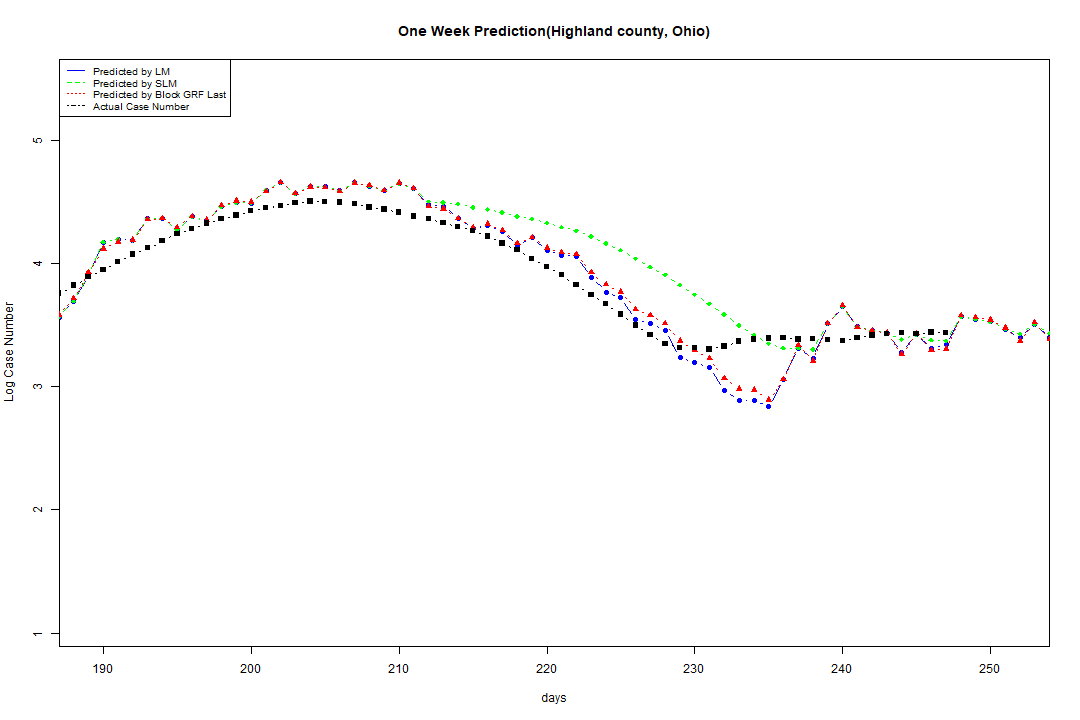 One Week Prediction(Highland county, Ohio)
Predicted by LM
Predicted by SLM
Predicted by Block GRF Last
Actual Case Number
5
4
3
2
1
Log Case Number
190 200 210 220 230 240 250
days